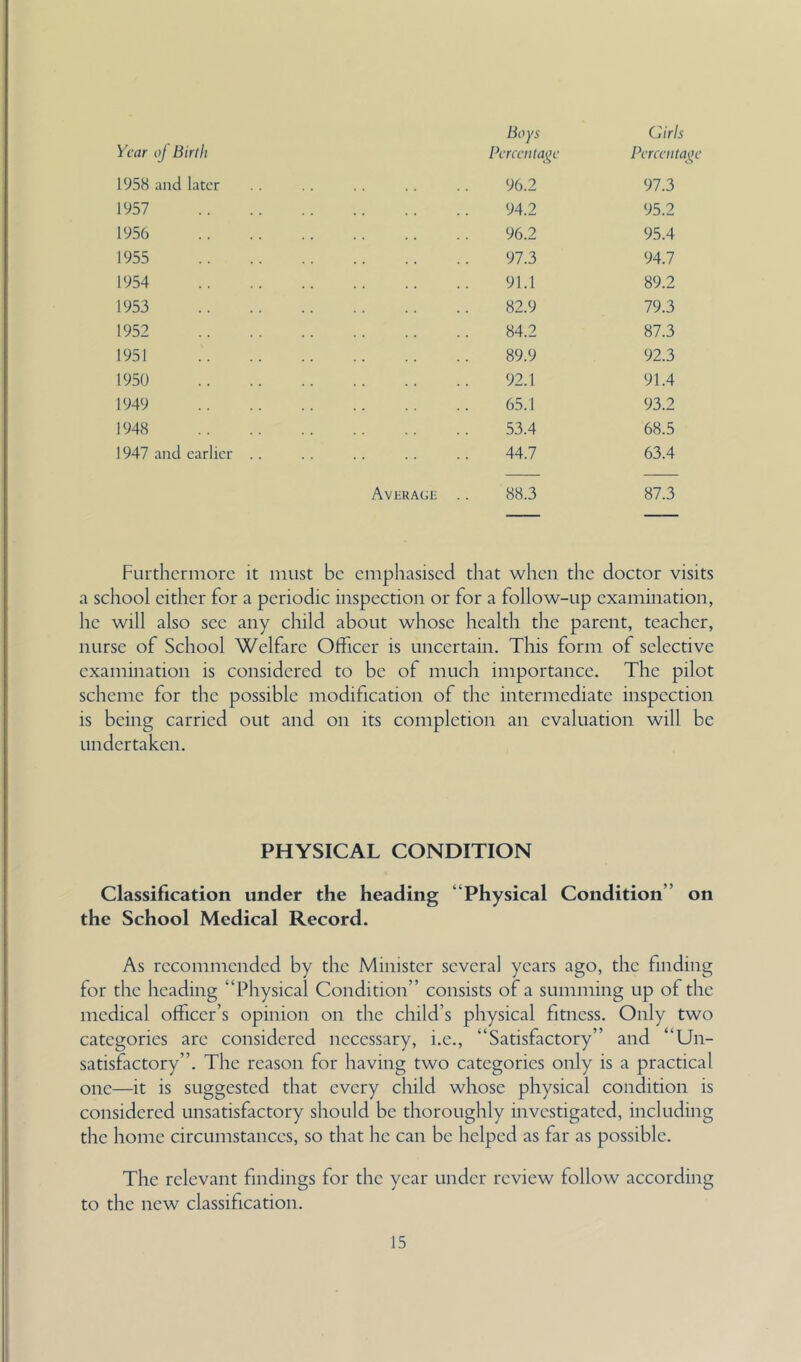 Boys Girls
Year of Birth Percentage Percentage
1958 and later .. .. .. .. .. 96.2 97.3
1957 .. .. .. .. .. .. 94.2 95.2
1956 .. .. .. .. .. .. 96.2 95.4
1955 .. .. .. .. .. .. 97.3 94.7
1954 .. .. .. .. .. .. 91.1 89.2
1953 .. .. .. .. .. .. 82.9 79.3
1952 .. .. .. .. .. .. 84.2 87.3
1951 .. .. .. .. .. .. 89.9 92.3
1950 .. .. .. .. .. .. 92.1 91.4
1949 .. .. .. .. .. .. 65.1 93.2
1948 .. .. .. .. .. .. 53.4 68.5
1947 and earlier .. .. .. .. .. 44.7 63.4
AVERAGE .. 88.3 87.3
Furthermore it must be emphasised that when the doctor visits
a school either for a periodic inspection or for a follow-up examination,
he will also see any child about whose health the parent, teacher,
nurse of School Welfare Officer is uncertain. This form of selective
examination is considered to be of much importance. The pilot
scheme for the possible modification of the intermediate inspection
is being carried out and on its completion an evaluation will be
undertaken.
PHYSICAL CONDITION
Classification under the heading “Physical Condition” on
the School Medical Record.
As recommended by the Minister several years ago, the finding
for the heading “Physical Condition” consists of a summing up of the
medical officer’s opinion on the child’s physical fitness. Only two
categories are considered necessary, i.e., “Satisfactory” and “Un-
satisfactory”. The reason for having two categories only is a practical
one—it is suggested that every child whose physical condition is
considered unsatisfactory should be thoroughly investigated, including
the home circumstances, so that he can be helped as far as possible.
The relevant findings for the year under review follow according
to the new classification.
15